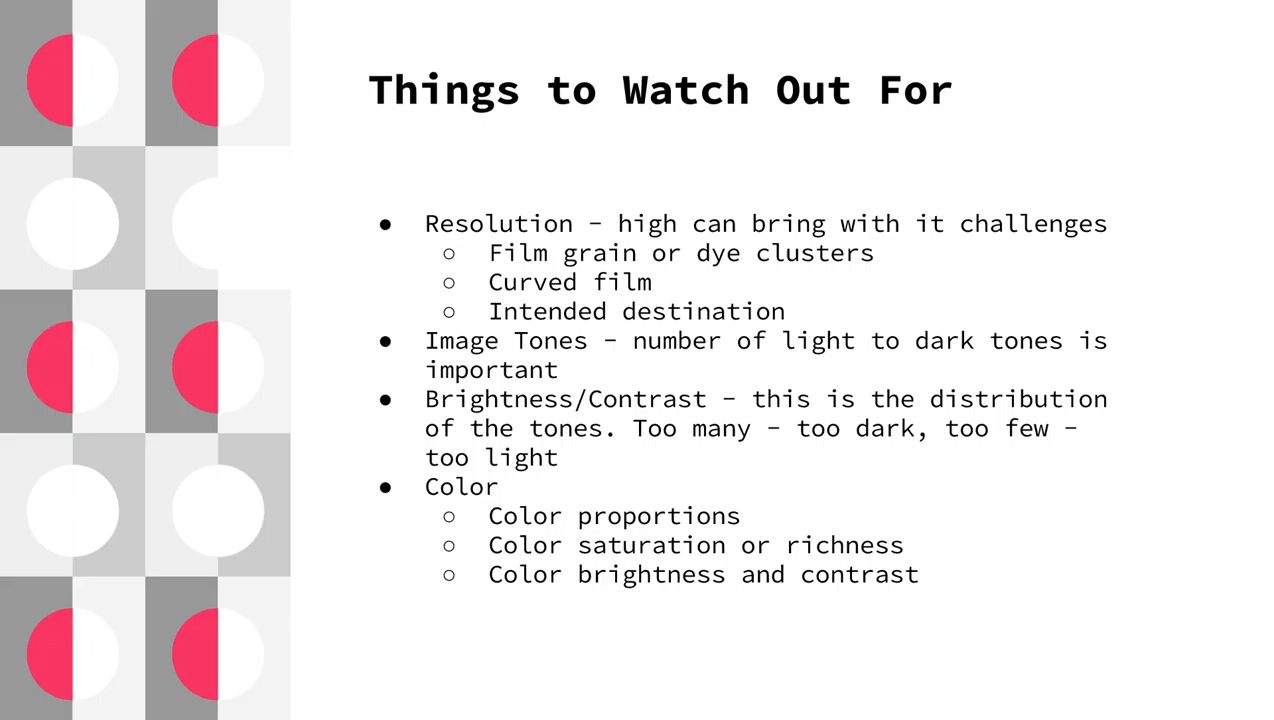 Things to Watch Out For
● Resolution – high can bring with it challenges
○ Film grain or dye clusters
○ Curved film
○ Intended destination
● Image Tones – number of light to dark tones is
important
● Brightness/Contrast – this is the distribution
of the tones. Too many – too dark, too few –
too light
● Color
○ Color proportions
○ Color saturation or richness
○ Color brightness and contrast